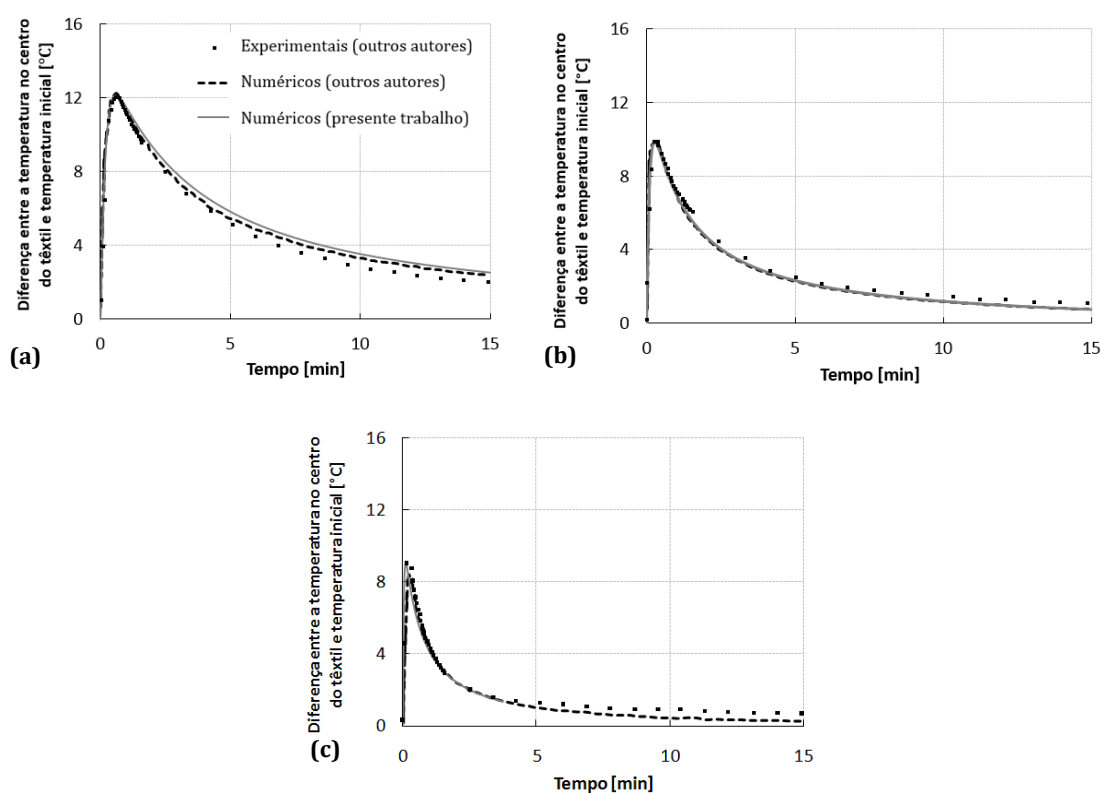 Diferença entre a temperatura no centro
do têxtil e temperatura inicial [°C]
16
12
8
4
0
Experimentais (outros autores)
Numéricos (outros autores)
Numéricos (presente trabalho)
0
5
10
15
Tempo [min]
(a)
Diferença entre a temperatura no centro
do têxtil e temperatura inicial [°C]
16
12
8
4
0
0
5
10
15
Tempo [min]
(b)
Diferença entre a temperatura no centro
do têxtil e temperatura inicial [°C]
16
12
8
4
0
0
5
10
15
Tempo [min]
(c)